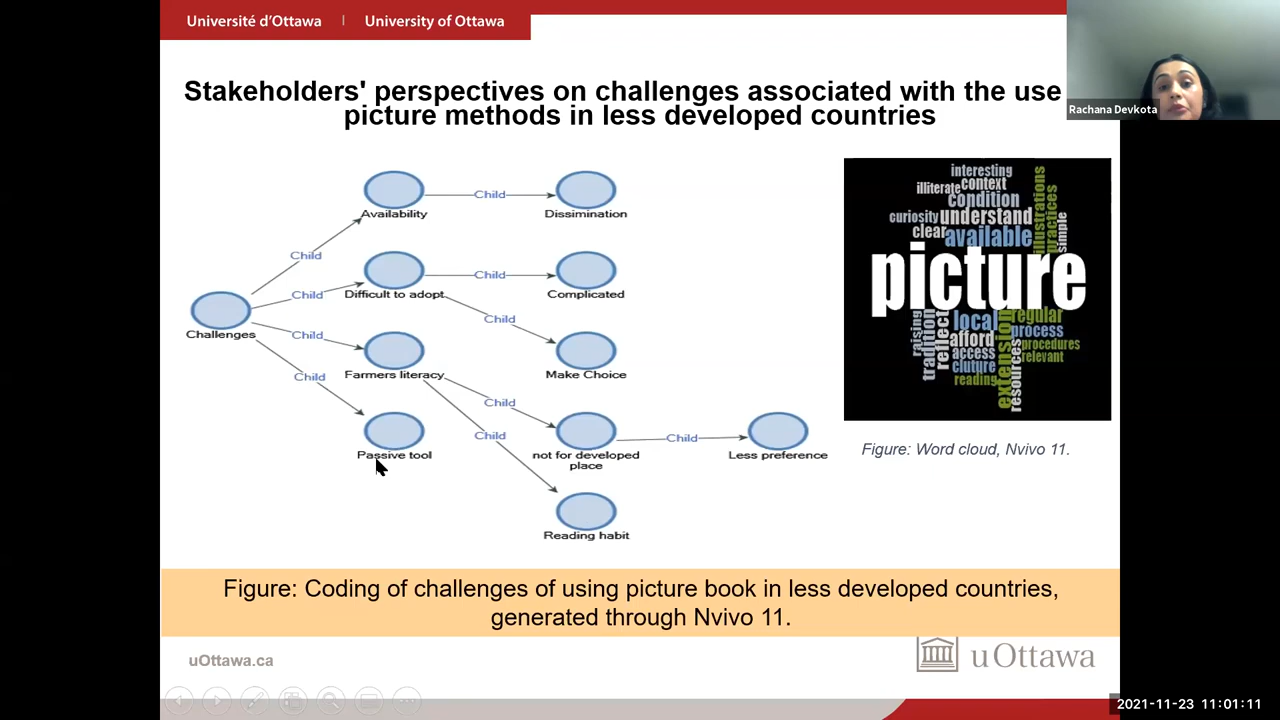 Université d'Ottawa | University of Ottawa
Rachana Devkota
Stakeholders' perspectives on challenges associated with the use
picture methods in less developed countries
Availability
Child
Dissimination
Child
Difficult to adopt
Child
Complicated
Child
Child
Challenges
Child
Farmers literacy
Make Choice
Child
Child
Passive tool
Child
not for developed
place
Child
Less preference
Reading habit
interesting
illiterate
context
condition
curiosity
understand
clear
available
illustrations
practices
simple
picture
raising
tradition
reflect
local
afford
access
cluture
reading
extension
resources
regular
process
procedures
relevant
Figure: Word cloud, Nvivo 11.
Figure: Coding of challenges of using picture book in less developed countries,
generated through Nvivo 11.
uOttawa.ca
uOttawa
2021-11-23 11:01:11